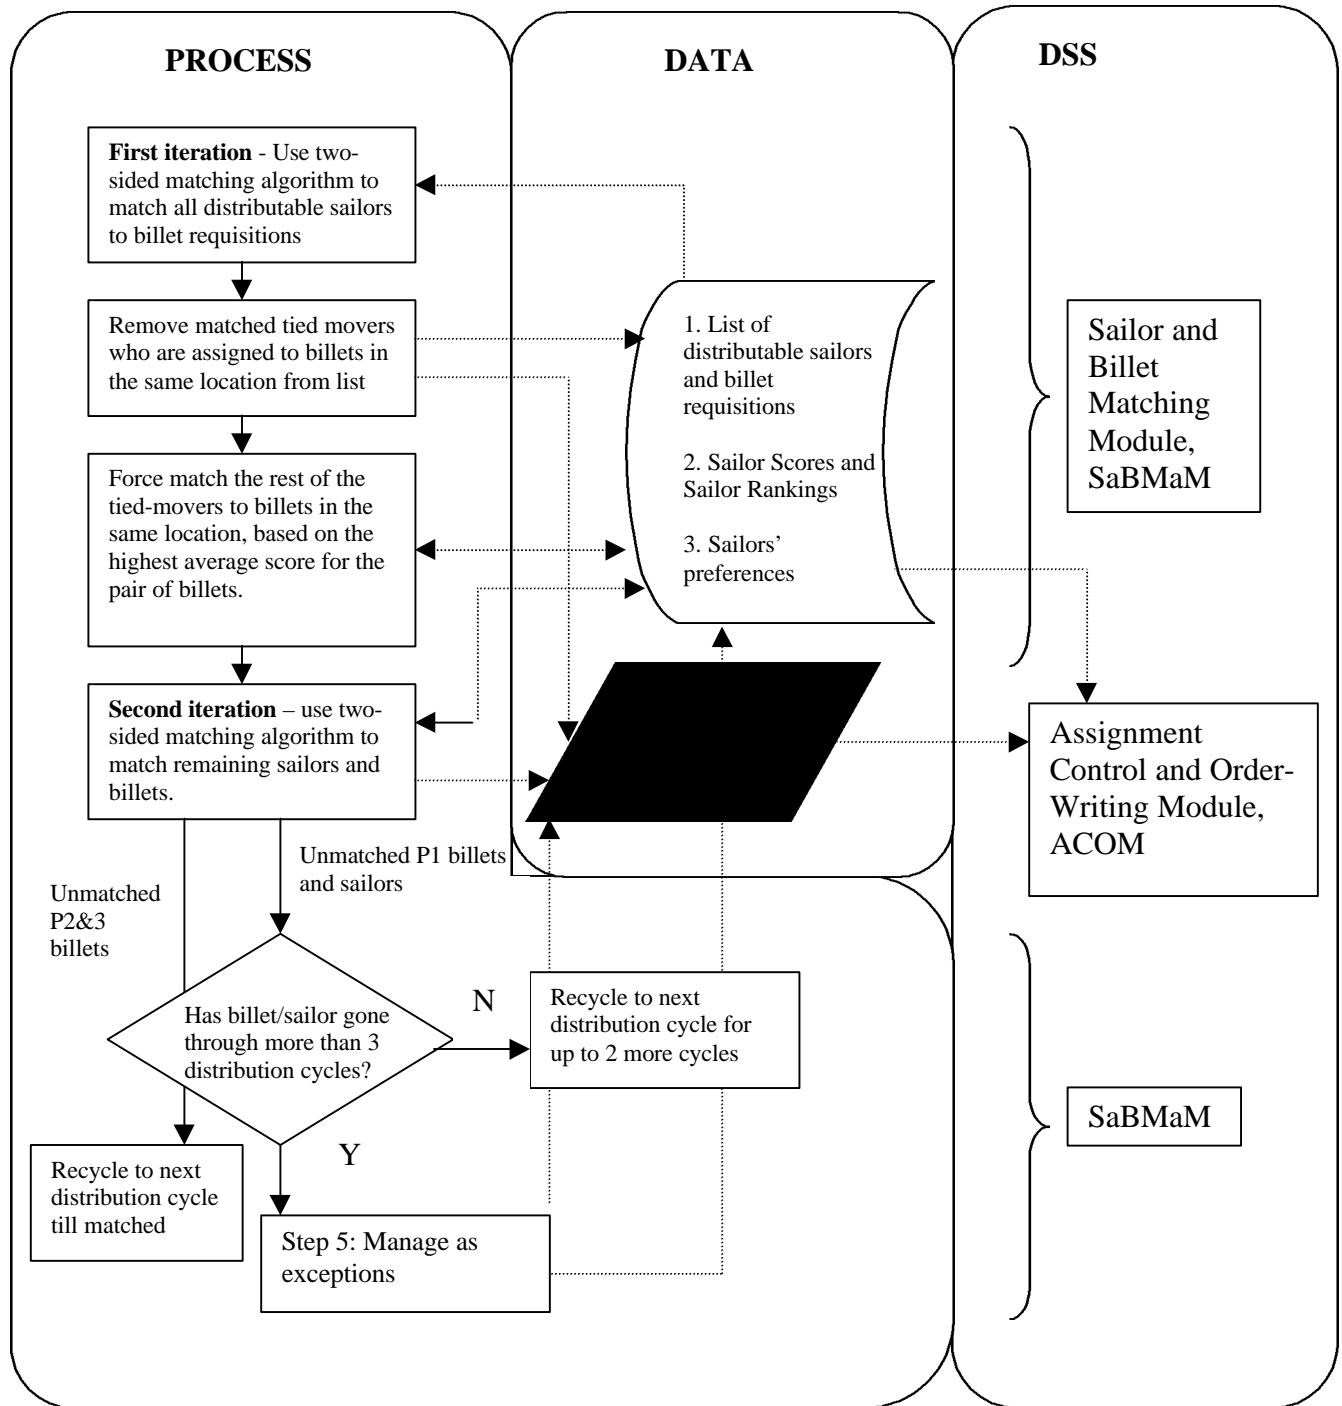 PROCESS
DATA
DSS
First iteration - Use two-
sided matching algorithm to
match all distributable sailors
to billet requisitions
Remove matched tied movers
who are assigned to billets in
the same location from list
Force match the rest of the
tied-movers to billets in the
same location, based on the
highest average score for the
pair of billets.
Second iteration – use two-
sided matching algorithm to
match remaining sailors and
billets.
1. List of
distributable sailors
and billet
requisitions
2. Sailor Scores and
Sailor Rankings
3. Sailors’
preferences
Sailor and
Billet
Matching
Module,
SaBMaM
Assignment
Control and Order-
Writing Module,
ACOM
Unmatched P1 billets
and sailors
Unmatched
P2&3
billets
Has billet/sailor gone
through more than 3
distribution cycles?
N
Recycle to next
distribution cycle for
up to 2 more cycles
Y
Recycle to next
distribution cycle
till matched
Step 5: Manage as
exceptions
SaBMaM